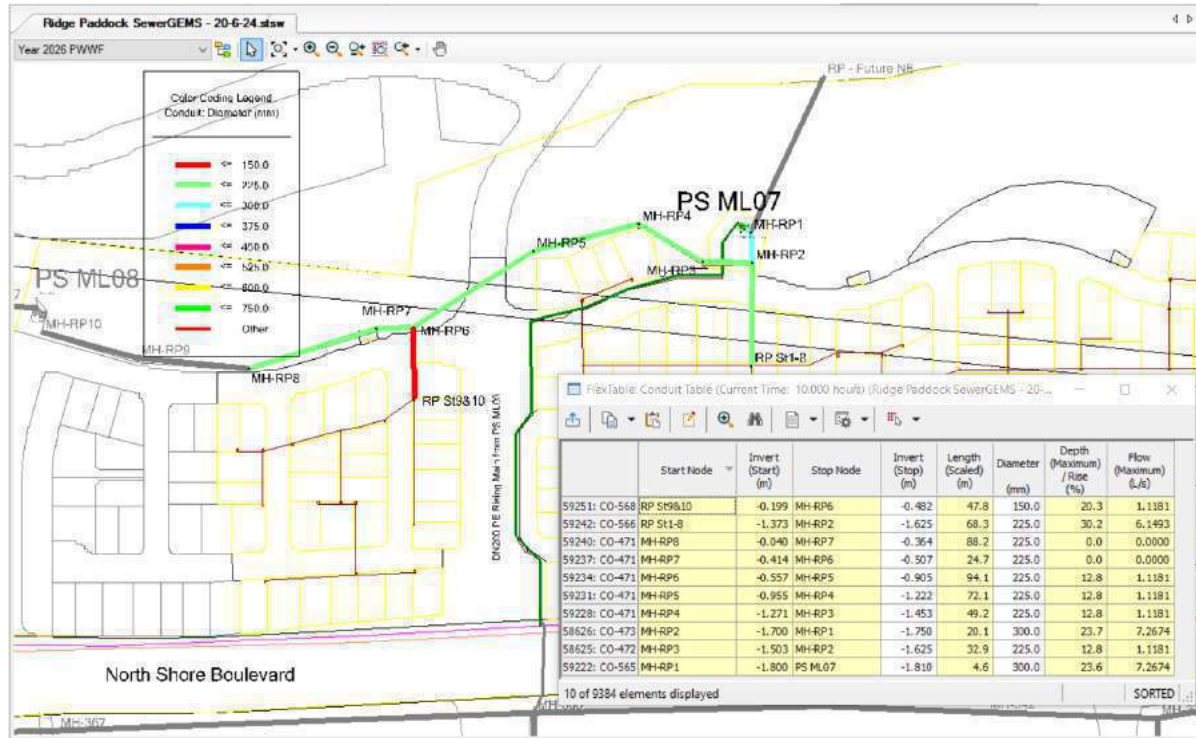 Ridge Paddock SewerGEMS - 20-6-24.stsw
Year 2026 PWWF
RP - Future N6
Color Coding Legend
Conduit: Diameter (mm)
<= 150.0
<= 225.0
<= 300.0
<= 375.0
<= 450.0
<= 525.0
<= 600.0
<= 750.0
Other
PS ML07
MH-RP4
MH-RP1
MH-RP5
MH-RP2
MH-RP3
PS ML08
MH-RP10
MH-RP7
MH-RP6
MH-RP9
MH-RP8
RP St1-8
RP St9&10
DN200 PE Rising Main from PS ML08
FlexTable: Conduit Table (Current Time: 10.000 hours) (Ridge Paddock SewerGEMS - 20-...
Start Node Invert (Start) (m) Stop Node Invert (Stop) (m) Length (Scaled) (m) Diameter (mm) Depth (Maximum) / Rise (%) Flow (Maximum) (L/s)
59251: CO-568 RP St9&10 -0.199 MH-RP6 -0.482 47.8 150.0 20.3 1.1181
59242: CO-566 RP St1-8 -1.373 MH-RP2 -1.625 68.3 225.0 30.2 6.1493
59240: CO-471 MH-RP8 -0.040 MH-RP7 -0.364 88.2 225.0 0.0 0.0000
59237: CO-471 MH-RP7 -0.414 MH-RP6 -0.507 24.7 225.0 0.0 0.0000
59234: CO-471 MH-RP6 -0.557 MH-RP5 -0.905 94.1 225.0 12.8 1.1181
59231: CO-471 MH-RP5 -0.955 MH-RP4 -1.222 72.1 225.0 12.8 1.1181
59228: CO-471 MH-RP4 -1.271 MH-RP3 -1.453 49.2 225.0 12.8 1.1181
58626: CO-473 MH-RP2 -1.700 MH-RP1 -1.750 20.1 300.0 23.7 7.2674
58625: CO-472 MH-RP3 -1.503 MH-RP2 -1.625 32.9 225.0 12.8 1.1181
59222: CO-565 MH-RP1 -1.800 PS ML07 -1.810 4.6 300.0 23.6 7.2674
10 of 9384 elements displayed
SORTED
North Shore Boulevard
MH-367